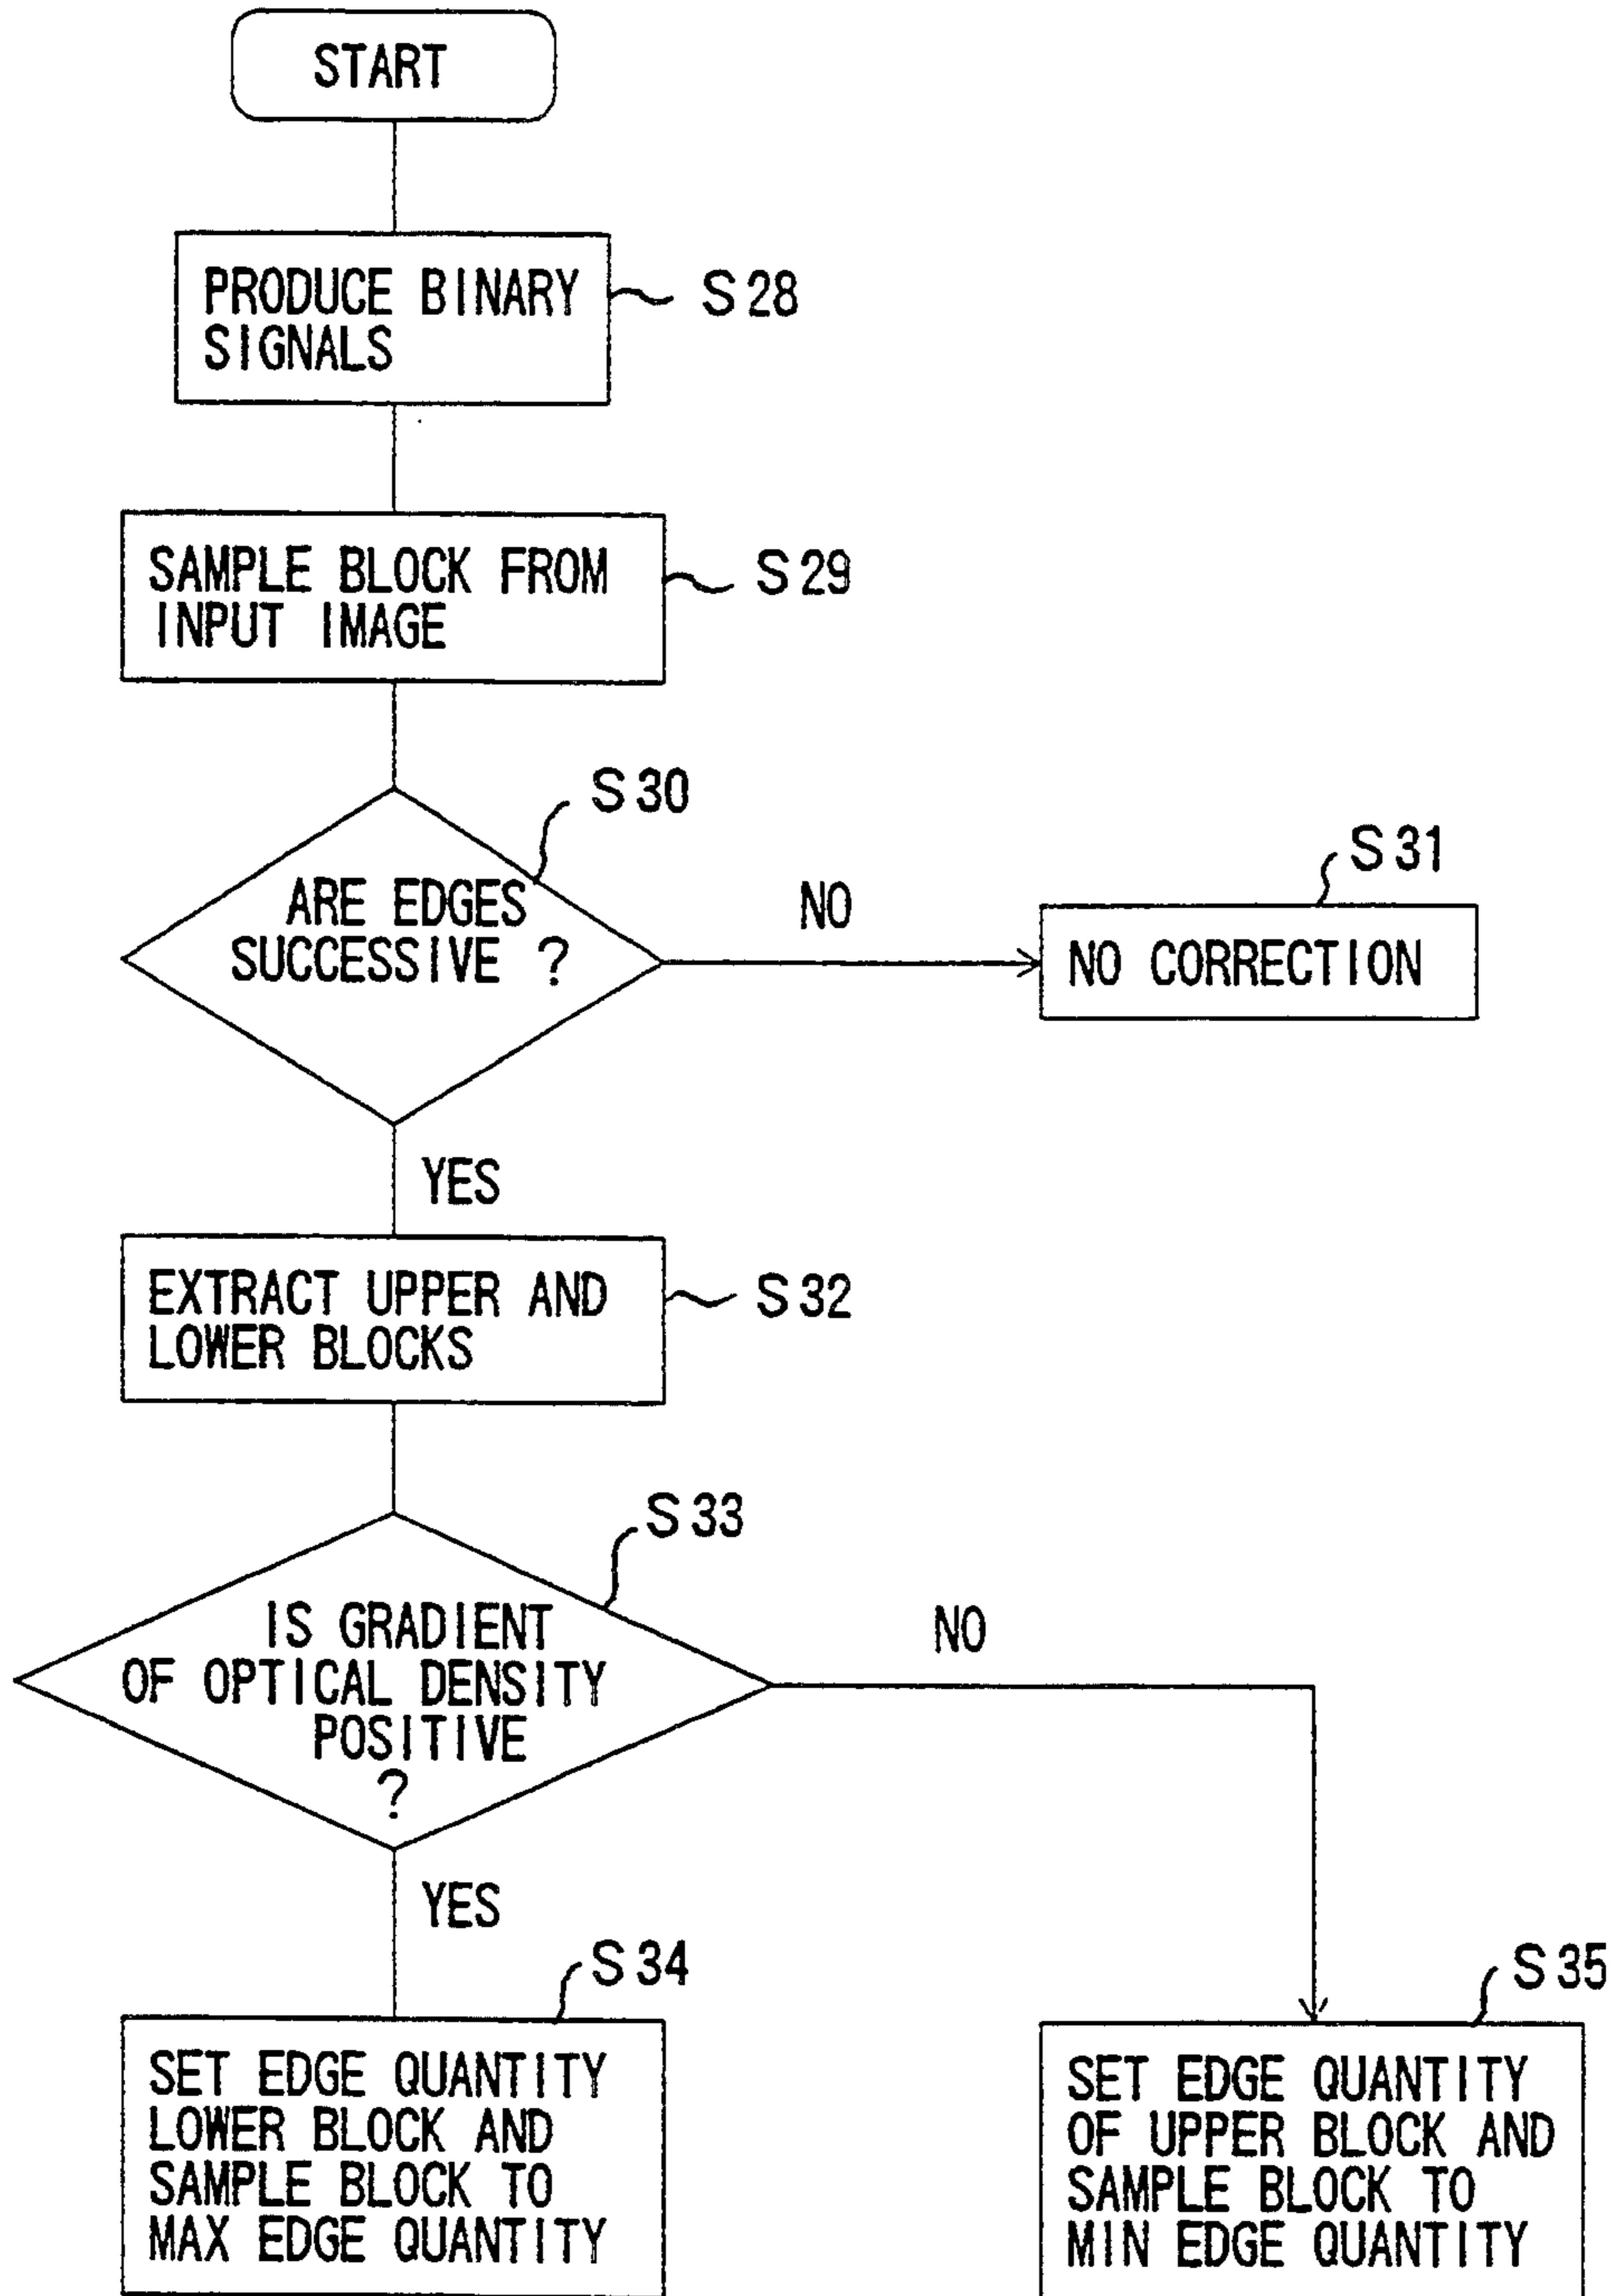 START
PRODUCE BINARY
SIGNALS
S28
SAMPLE BLOCK FROM
INPUT IMAGE
S29
S30
ARE EDGES
SUCCESSIVE ?
NO
S31
NO CORRECTION
YES
EXTRACT UPPER AND
LOWER BLOCKS
S32
S33
IS GRADIENT
OF OPTICAL DENSITY
POSITIVE
?
NO
YES
S34
SET EDGE QUANTITY
LOWER BLOCK AND
SAMPLE BLOCK TO
MAX EDGE QUANTITY
S35
SET EDGE QUANTITY
OF UPPER BLOCK AND
SAMPLE BLOCK TO
MIN EDGE QUANTITY